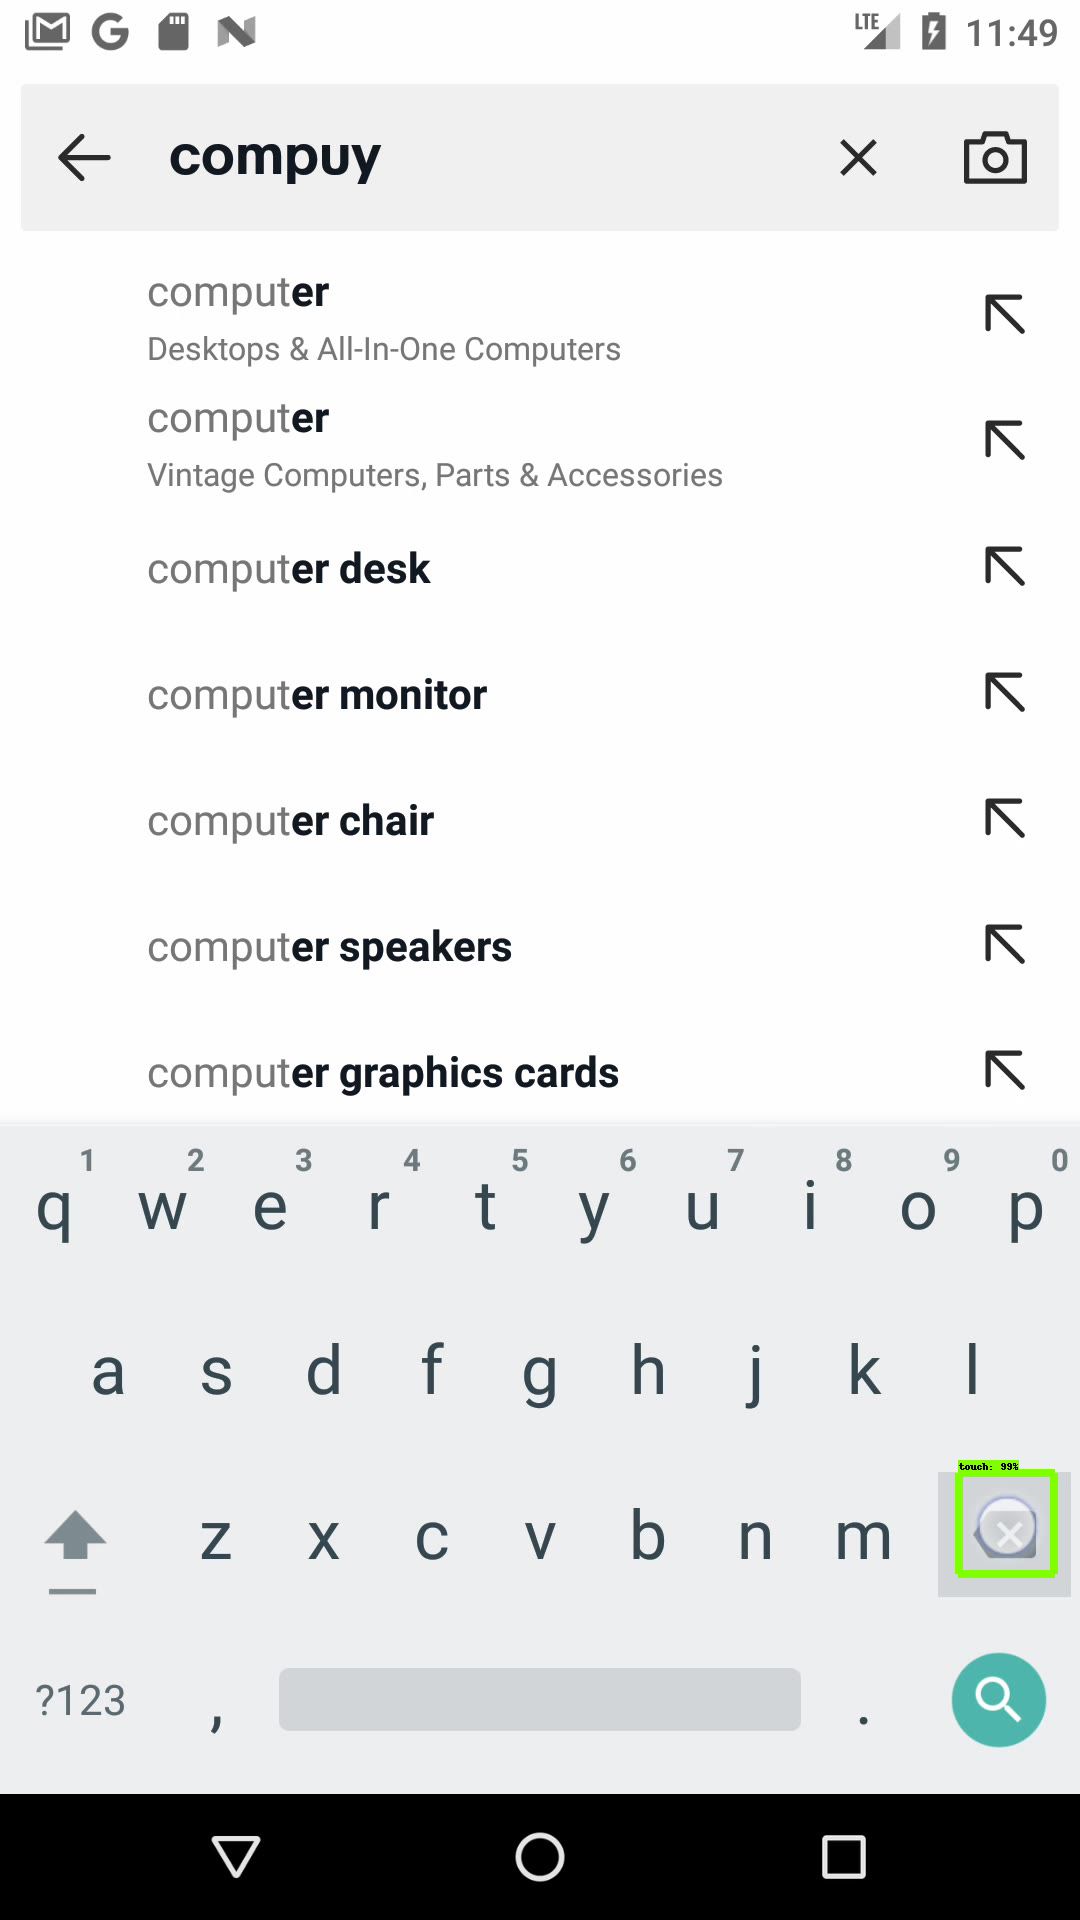 LTE 11:49
compuy
computer
Desktops & All-In-One Computers
computer
Vintage Computers, Parts & Accessories
computer desk
computer monitor
computer chair
computer speakers
computer graphics cards
1 2 3 4 5 6 7 8 9 0
q w e r t y u i o p
a s d f g h j k l
touch: 99%
z x c v b n m
?123 , .